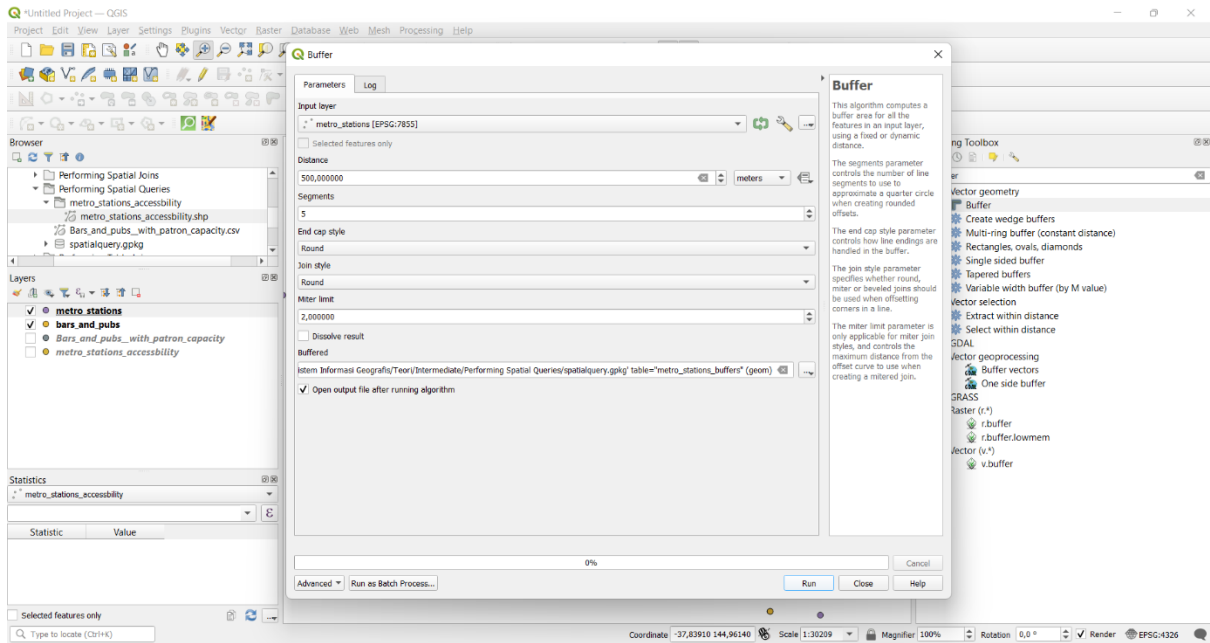 *Untitled Project — QGIS
Project Edit View Layer Settings Plugins Vector Raster Database Web Mesh Processing Help
Buffer
Parameters Log
Input layer
metro_stations [EPSG:7855]
Selected features only
Distance
500,000000 meters
Segments
5
End cap style
Round
Join style
Round
Miter limit
2,000000
Dissolve result
Buffered
istem Informasi Geografis/Teori/Intermediate/Performing Spatial Queries/spatialquery.gpkg' table="metro_stations_buffers" (geom)
Open output file after running algorithm
0% Cancel
Advanced Run as Batch Process... Run Close Help
Buffer
This algorithm computes a
buffer area for all the
features in an input layer,
using a fixed or dynamic
distance.
The segments parameter
controls the number of line
segments to use to
approximate a quarter circle
when creating rounded
offsets.
The end cap style parameter
controls how line endings are
handled in the buffer.
The join style parameter
specifies whether round,
miter or beveled joins should
be used when offsetting
corners in a line.
The miter limit parameter is
only applicable for miter join
styles, and controls the
maximum distance from the
offset curve to use when
creating a mitered join.
Browser
Performing Spatial Joins
Performing Spatial Queries
metro_stations_accessbility
metro_stations_accessbility.shp
Bars_and_pubs__with_patron_capacity.csv
spatialquery.gpkg
Layers
metro_stations
bars_and_pubs
Bars_and_pubs__with_patron_capacity
metro_stations_accessbility
Statistics
metro_stations_accessbility
ε
Statistic Value
Selected features only
ng Toolbox
er
Vector geometry
Buffer
Create wedge buffers
Multi-ring buffer (constant distance)
Rectangles, ovals, diamonds
Single sided buffer
Tapered buffers
Variable width buffer (by M value)
Vector selection
Extract within distance
Select within distance
GDAL
Vector geoprocessing
Buffer vectors
One side buffer
GRASS
Raster (r.*)
r.buffer
r.buffer.lowmem
Vector (v.*)
v.buffer
Type to locate (Ctrl+K) Coordinate -37,83910 144,96140 Scale 1:30209 Magnifier 100% Rotation 0,0 ° Render EPSG:4326